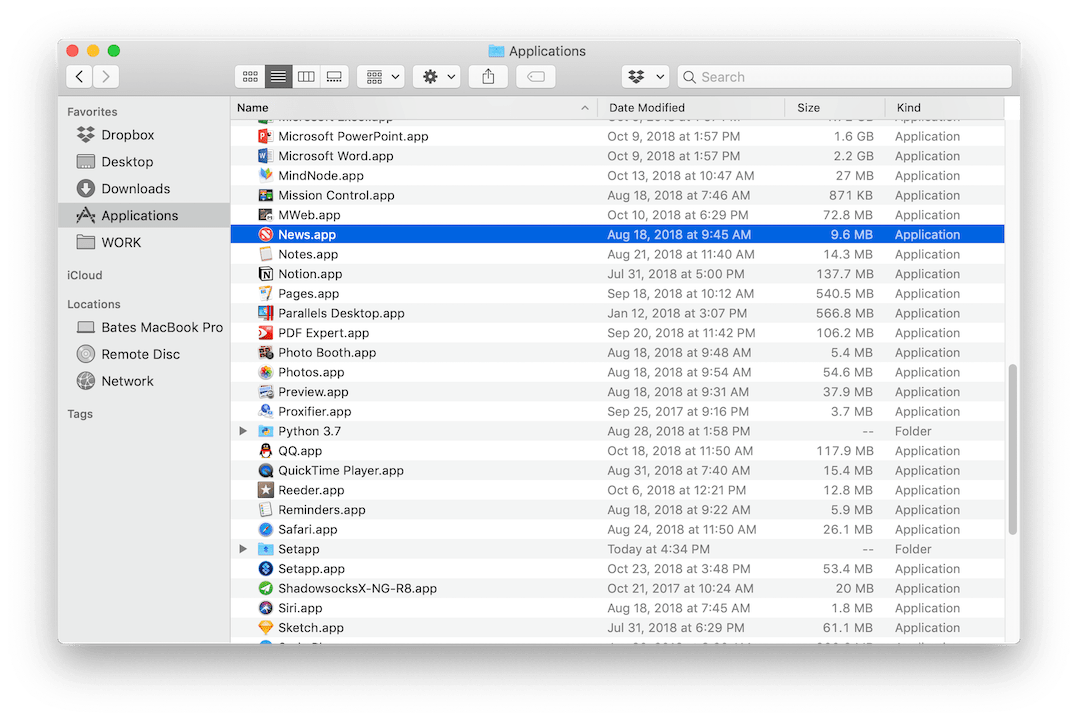 Applications
Search
Favorites
Dropbox
Desktop
Downloads
Applications
WORK
iCloud
Locations
Bates MacBook Pro
Remote Disc
Network
Tags
Name Date Modified Size Kind
Microsoft PowerPoint.app Oct 9, 2018 at 1:57 PM 1.6 GB Application
Microsoft Word.app Oct 9, 2018 at 1:57 PM 2.2 GB Application
MindNode.app Oct 13, 2018 at 10:47 AM 27 MB Application
Mission Control.app Aug 18, 2018 at 7:46 AM 871 KB Application
MWeb.app Oct 10, 2018 at 6:29 PM 72.8 MB Application
News.app Aug 18, 2018 at 9:45 AM 9.6 MB Application
Notes.app Aug 21, 2018 at 11:40 AM 14.3 MB Application
Notion.app Jul 31, 2018 at 5:00 PM 137.7 MB Application
Pages.app Sep 18, 2018 at 10:12 AM 540.5 MB Application
Parallels Desktop.app Jan 12, 2018 at 3:07 PM 566.8 MB Application
PDF Expert.app Sep 20, 2018 at 11:42 PM 106.2 MB Application
Photo Booth.app Aug 18, 2018 at 9:48 AM 5.4 MB Application
Photos.app Aug 18, 2018 at 9:54 AM 54.6 MB Application
Preview.app Aug 18, 2018 at 9:31 AM 37.9 MB Application
Proxifier.app Sep 25, 2017 at 9:16 PM 3.7 MB Application
Python 3.7 Aug 28, 2018 at 1:58 PM -- Folder
QQ.app Oct 18, 2018 at 11:50 AM 117.9 MB Application
QuickTime Player.app Aug 31, 2018 at 7:40 AM 15.4 MB Application
Reeder.app Oct 6, 2018 at 12:21 PM 12.8 MB Application
Reminders.app Aug 18, 2018 at 9:22 AM 5.9 MB Application
Safari.app Aug 24, 2018 at 11:50 AM 26.1 MB Application
Setapp Today at 4:34 PM -- Folder
Setapp.app Oct 23, 2018 at 3:48 PM 53.4 MB Application
ShadowsocksX-NG-R8.app Oct 21, 2017 at 10:24 AM 20 MB Application
Siri.app Aug 18, 2018 at 7:45 AM 1.8 MB Application
Sketch.app Jul 31, 2018 at 6:29 PM 61.1 MB Application